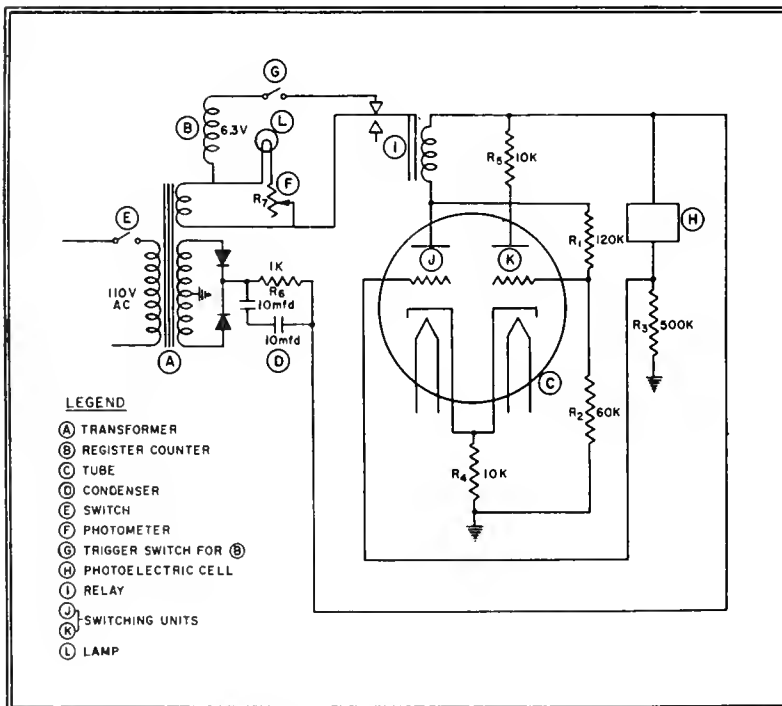 G
B
6.3V
L
F
R7
I
R5
10K
E
J
K
R1
120K
H
110V
AC
1K
R6
10mfd
10mfd
D
A
C
R3
500K
R2
60K
R4
10K
LEGEND
A TRANSFORMER
B REGISTER COUNTER
C TUBE
D CONDENSER
E SWITCH
F PHOTOMETER
G TRIGGER SWITCH FOR B
H PHOTOELECTRIC CELL
I RELAY
J
K SWITCHING UNITS
L LAMP